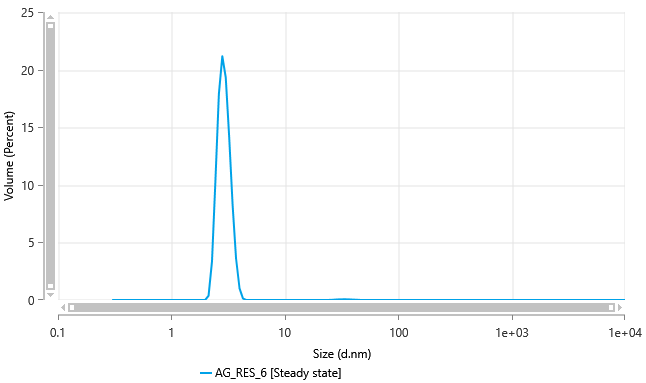 25
20
15
10
5
0
Volume (Percent)
0.1 1 10 100 1e+03 1e+04
Size (d.nm)
AG_RES_6 [Steady state]